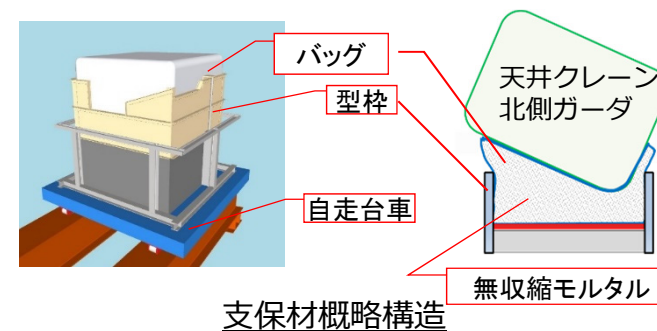 バッグ
型枠
自走台車
天井クレーン
北側ガーダ
無収縮モルタル
支保材概略構造